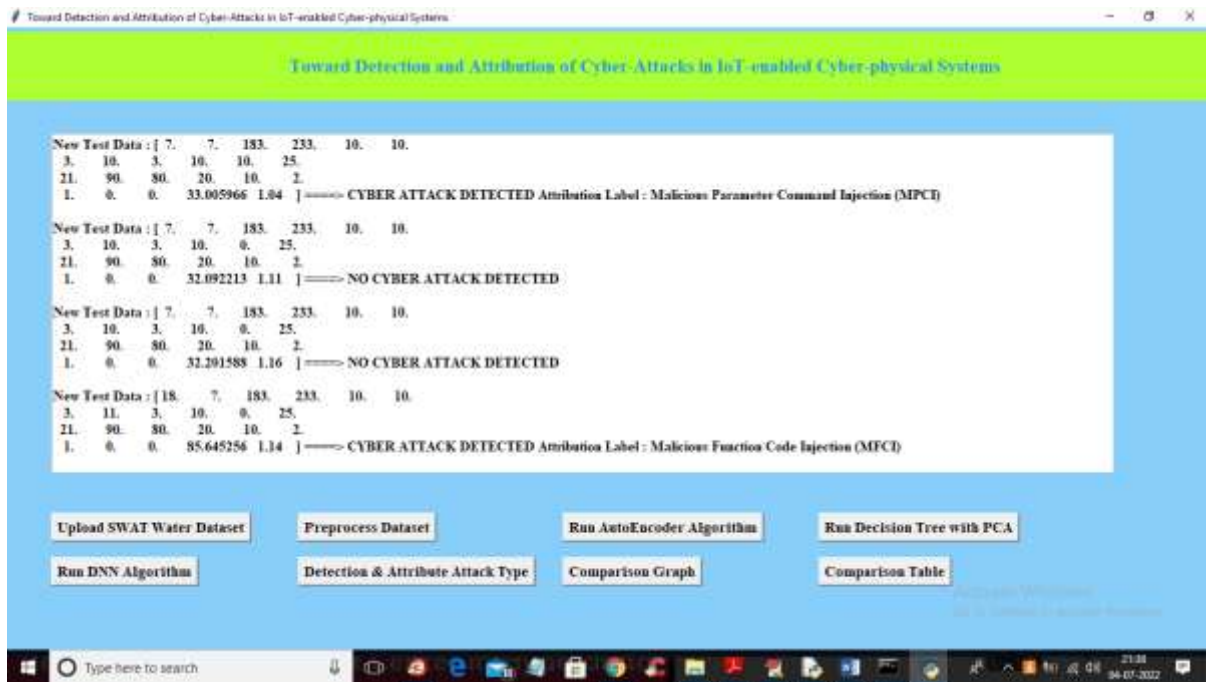 Toward Detection and Attribution of Cyber-Attacks in IoT-enabled Cyber-physical Systems
Toward Detection and Attribution of Cyber-Attacks in IoT-enabled Cyber-physical Systems
New Test Data : [ 7. 7. 183. 233. 10. 10.
3. 10. 3. 10. 10. 25.
21. 90. 80. 20. 10. 2.
1. 0. 0. 33.005966 1.04 ] ====> CYBER ATTACK DETECTED Attribution Label : Malicious Parameter Command Injection (MPCI)
New Test Data : [ 7. 7. 183. 233. 10. 10.
3. 10. 3. 10. 0. 25.
21. 90. 80. 20. 10. 2.
1. 0. 0. 32.092213 1.11 ] ====> NO CYBER ATTACK DETECTED
New Test Data : [ 7. 7. 183. 233. 10. 10.
3. 10. 3. 10. 0. 25.
21. 90. 80. 20. 10. 2.
1. 0. 0. 32.201588 1.16 ] ====> NO CYBER ATTACK DETECTED
New Test Data : [ 18. 7. 183. 233. 10. 10.
3. 11. 3. 10. 0. 25.
21. 90. 80. 20. 10. 2.
1. 0. 0. 85.645256 1.14 ] ====> CYBER ATTACK DETECTED Attribution Label : Malicious Function Code Injection (MFCI)
Upload SWAT Water Dataset Preprocess Dataset Run AutoEncoder Algorithm Run Decision Tree with PCA
Run DNN Algorithm Detection & Attribute Attack Type Comparison Graph Comparison Table
Activate Windows
Type here to search
21:38
04-07-2022